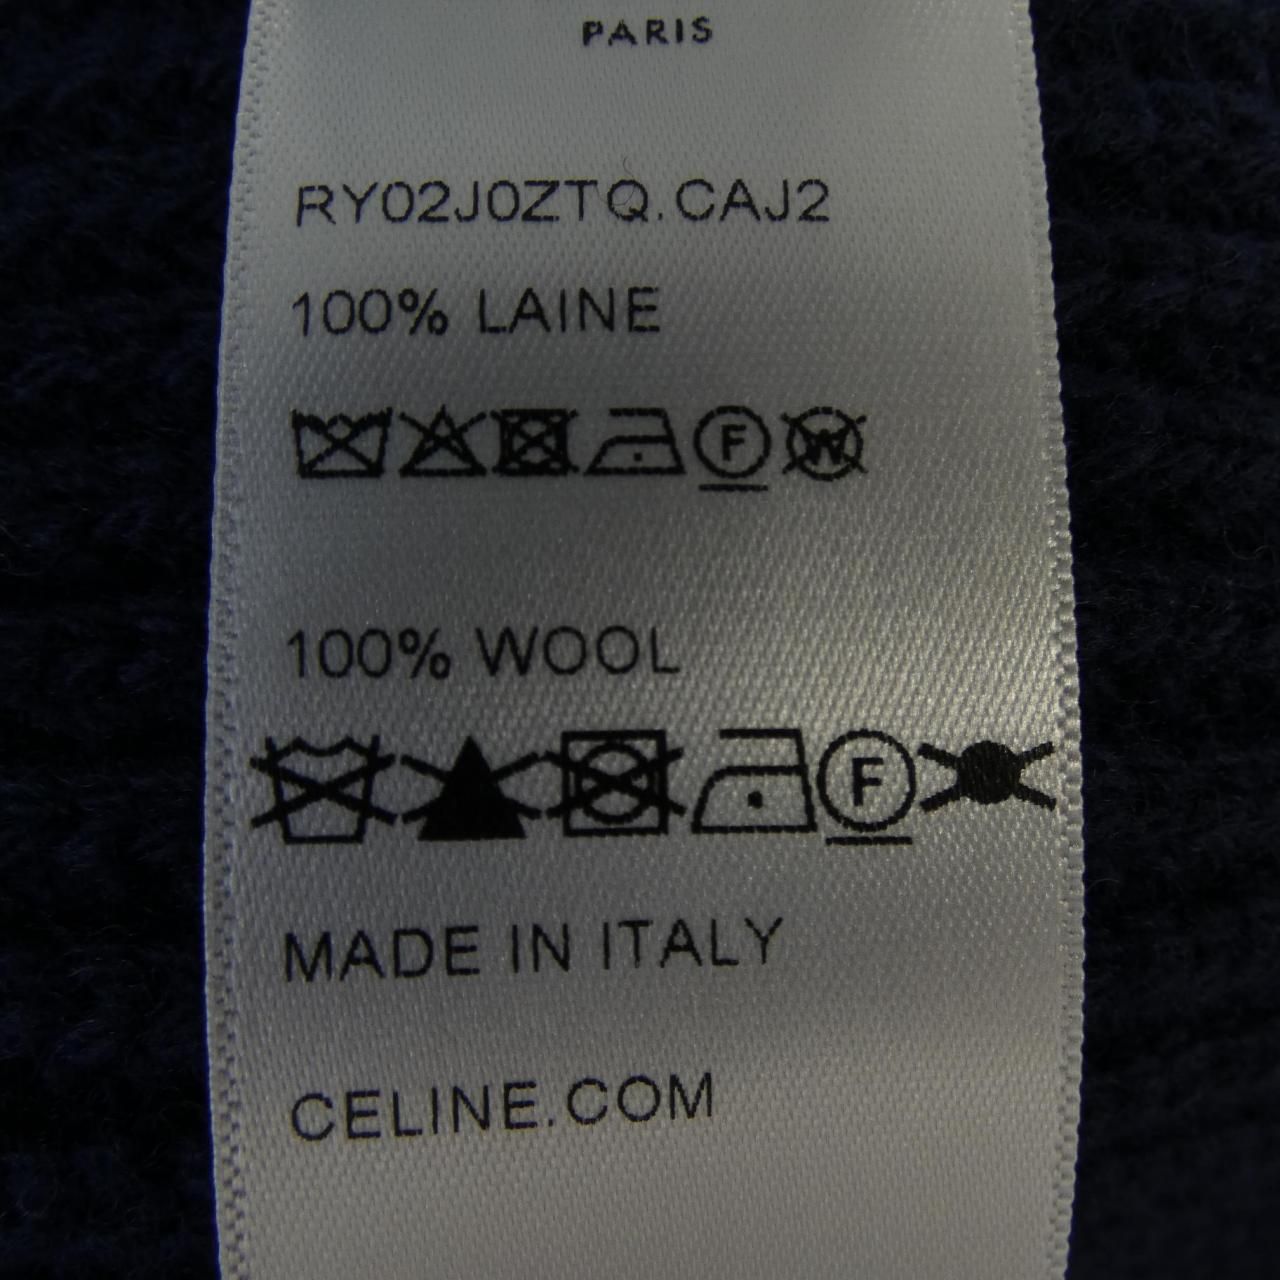 PARIS
RY02J0ZTQ.CAJ2
100% LAINE
F W
100% WOOL
F
MADE IN ITALY
CELINE.COM